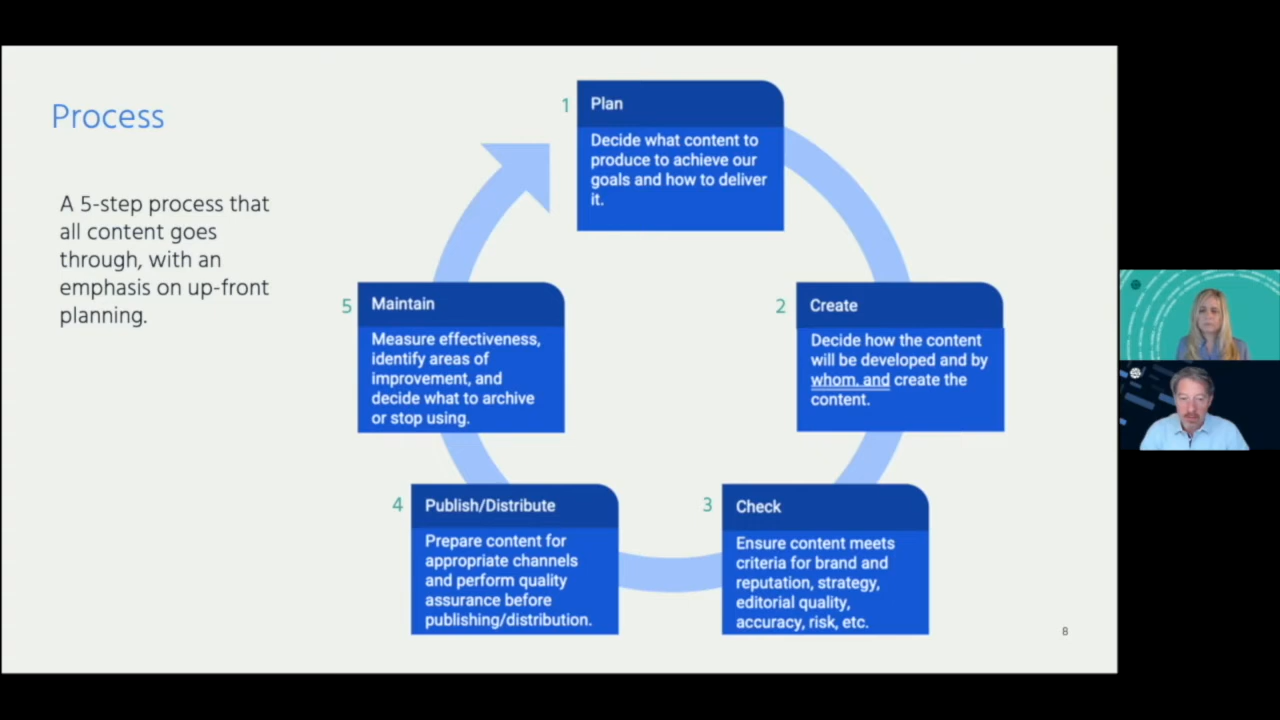 Process
A 5-step process that
all content goes
through, with an
emphasis on up-front
planning.
1
Plan
Decide what content to
produce to achieve our
goals and how to deliver
it.
2
Create
Decide how the content
will be developed and by
whom, and create the
content.
3
Check
Ensure content meets
criteria for brand and
reputation, strategy,
editorial quality,
accuracy, risk, etc.
4
Publish/Distribute
Prepare content for
appropriate channels
and perform quality
assurance before
publishing/distribution.
5
Maintain
Measure effectiveness,
identify areas of
improvement, and
decide what to archive
or stop using.
8